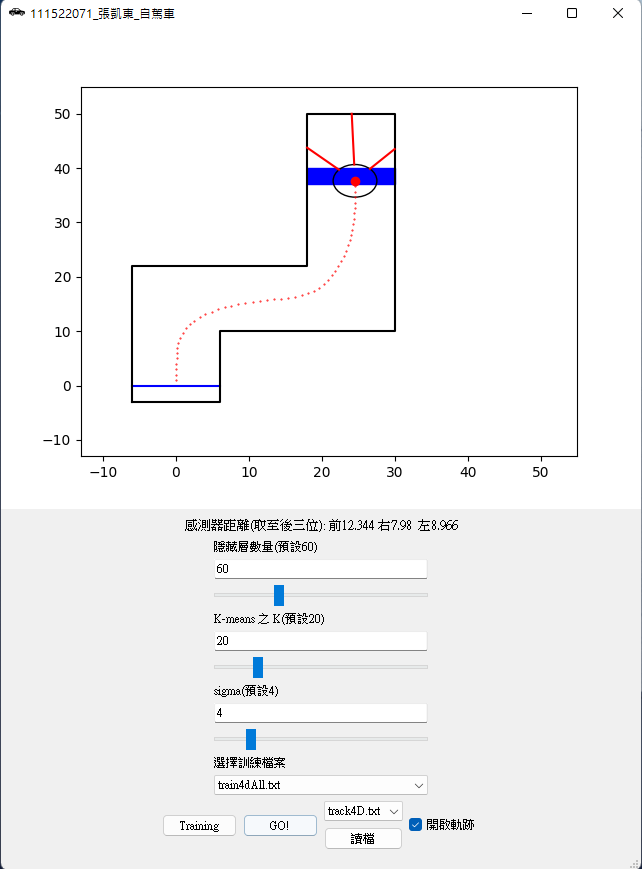 111522071_張凱東_自駕車
50
40
30
20
10
0
−10
−10 0 10 20 30 40 50
感測器距離(取至後三位): 前12.344 右7.98 左8.966
隱藏層數量(預設60)
60
K-means 之 K(預設20)
20
sigma(預設4)
4
選擇訓練檔案
train4dAll.txt
Training GO! track4D.txt 開啟軌跡
讀檔